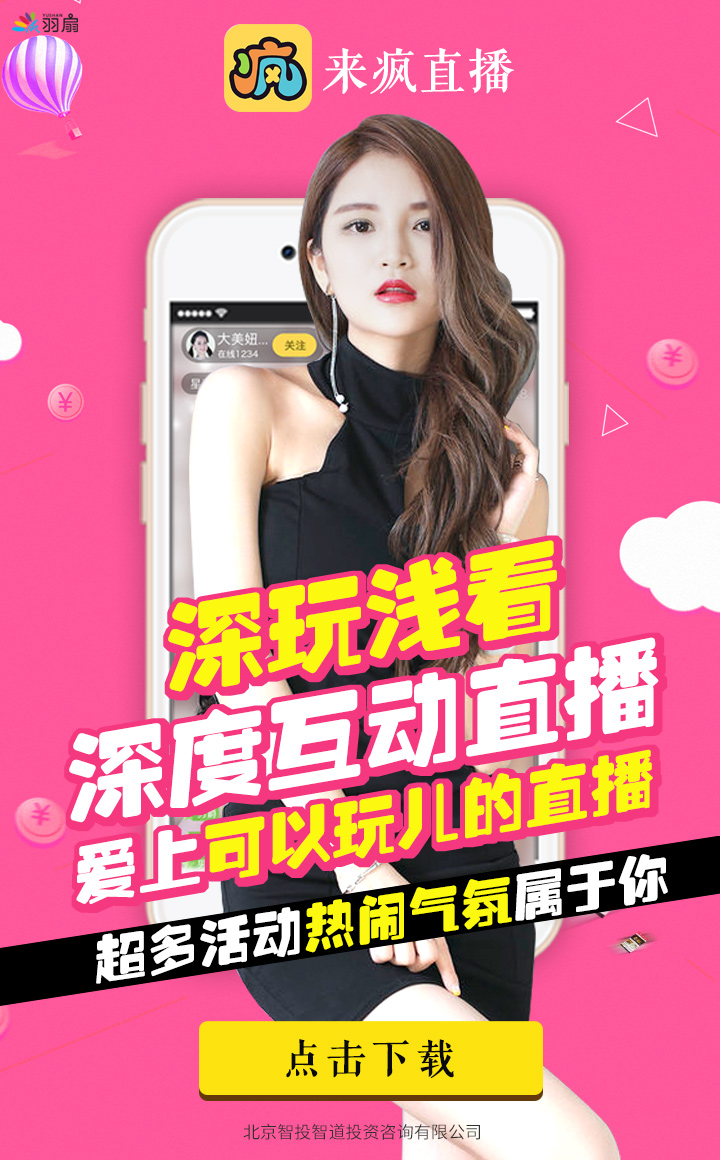 YUSHAN
羽扇
疯
来疯直播
大美妞...
在线1234
关注
星
¥
¥
¥
深玩浅看
深度互动直播
爱上可以玩儿的直播
超多活动热闹气氛属于你
点击下载
北京智投智道投资咨询有限公司